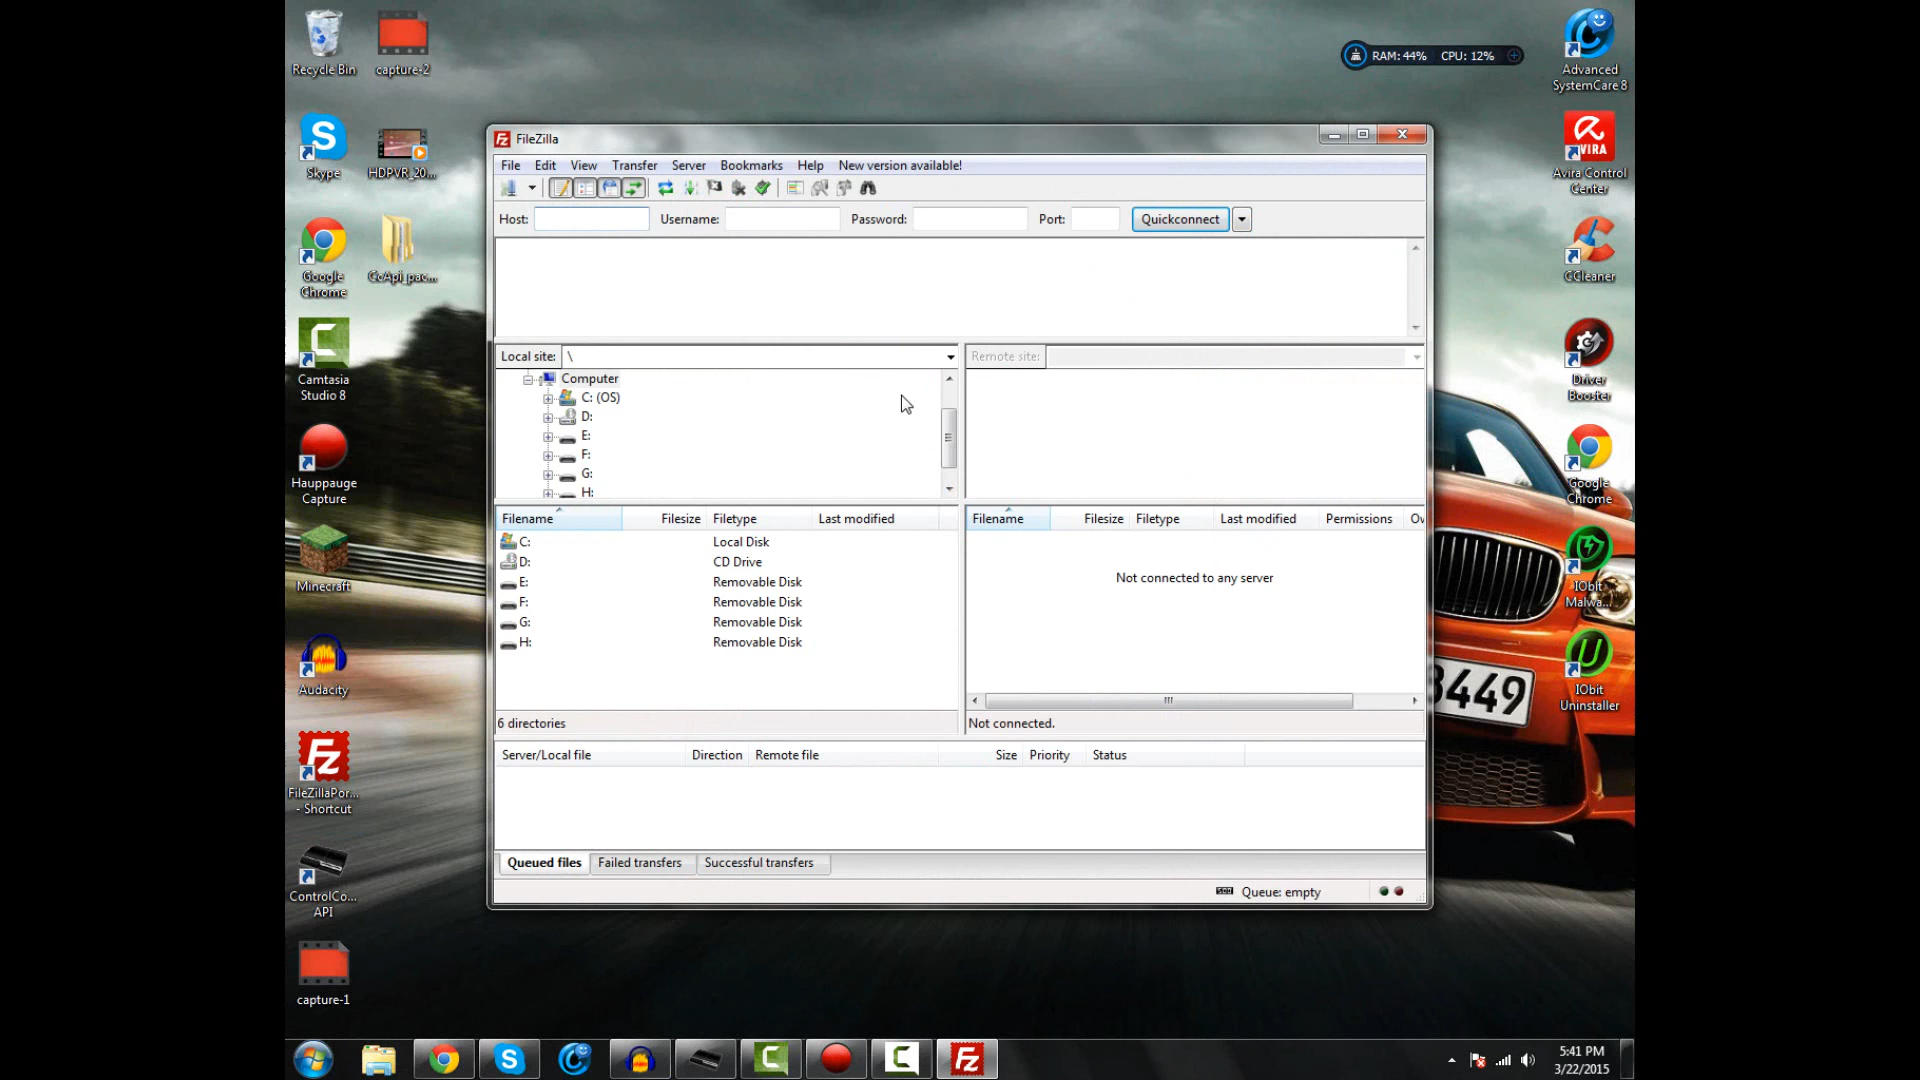 Recycle Bin
capture-2
Skype
HDPVR_20...
Google
Chrome
CcApi_pac...
Camtasia
Studio 8
Hauppauge
Capture
Minecraft
Audacity
FileZillaPor...
- Shortcut
ControlCo...
API
capture-1
RAM: 44% CPU: 12%
Advanced
SystemCare 8
AVIRA
Avira Control
Center
CCleaner
Driver
Booster
Google
Chrome
IObit
Malwa...
IObit
Uninstaller
8449
FileZilla
File Edit View Transfer Server Bookmarks Help New version available!
Host: Username: Password: Port: Quickconnect
Local site: \
Remote site:
Computer
C: (OS)
D:
E:
F:
G:
H:
Filename Filesize Filetype Last modified
C: Local Disk
D: CD Drive
E: Removable Disk
F: Removable Disk
G: Removable Disk
H: Removable Disk
6 directories
Filename Filesize Filetype Last modified Permissions Ow
Not connected to any server
Not connected.
Server/Local file Direction Remote file Size Priority Status
Queued files Failed transfers Successful transfers
Queue: empty
5:41 PM
3/22/2015